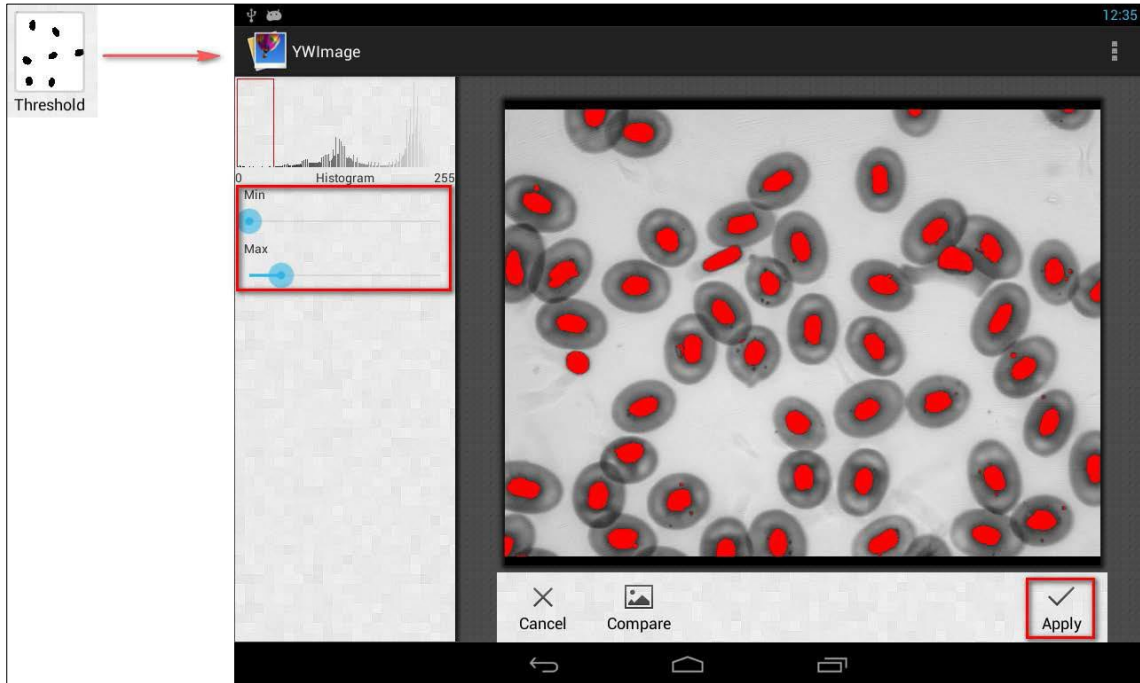 Threshold
12:35
YWImage
0 Histogram 255
Min
Max
Cancel Compare Apply